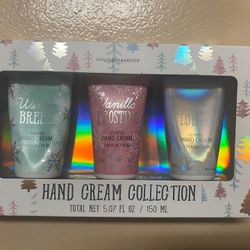 simple pleasures
Winter
BREEZE
HAND CREAM
Vanilla
FROSTING
SCENTED
HAND CREAM
HAND CREAM
HAND CREAM COLLECTION
TOTAL NET 5.07 FL OZ / 150 ML